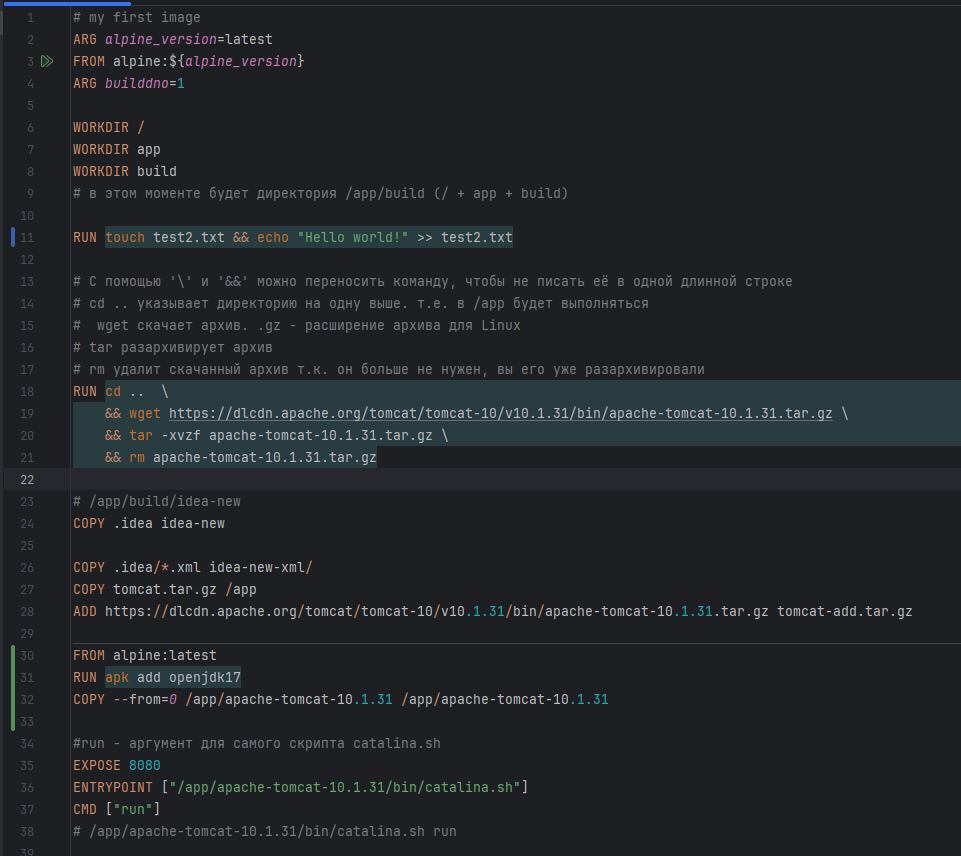 1 # my first image
2 ARG alpine_version=latest
3 FROM alpine:${alpine_version}
4 ARG builddno=1
5
6 WORKDIR /
7 WORKDIR app
8 WORKDIR build
9 # в этом моменте будет директория /app/build (/ + app + build)
10
11 RUN touch test2.txt && echo "Hello world!" >> test2.txt
12
13 # С помощью '\' и '&&' можно переносить команду, чтобы не писать её в одной длинной строке
14 # cd .. указывает директорию на одну выше. т.е. в /app будет выполняться
15 #  wget скачает архив. .gz - расширение архива для Linux
16 # tar разархивирует архив
17 # rm удалит скачанный архив т.к. он больше не нужен, вы его уже разархивировали
18 RUN cd ..  \
19     && wget https://dlcdn.apache.org/tomcat/tomcat-10/v10.1.31/bin/apache-tomcat-10.1.31.tar.gz \
20     && tar -xvzf apache-tomcat-10.1.31.tar.gz \
21     && rm apache-tomcat-10.1.31.tar.gz
22
23 # /app/build/idea-new
24 COPY .idea idea-new
25
26 COPY .idea/*.xml idea-new-xml/
27 COPY tomcat.tar.gz /app
28 ADD https://dlcdn.apache.org/tomcat/tomcat-10/v10.1.31/bin/apache-tomcat-10.1.31.tar.gz tomcat-add.tar.gz
29
30 FROM alpine:latest
31 RUN apk add openjdk17
32 COPY --from=0 /app/apache-tomcat-10.1.31 /app/apache-tomcat-10.1.31
33
34 #run - аргумент для самого скрипта catalina.sh
35 EXPOSE 8080
36 ENTRYPOINT ["/app/apache-tomcat-10.1.31/bin/catalina.sh"]
37 CMD ["run"]
38 # /app/apache-tomcat-10.1.31/bin/catalina.sh run
39